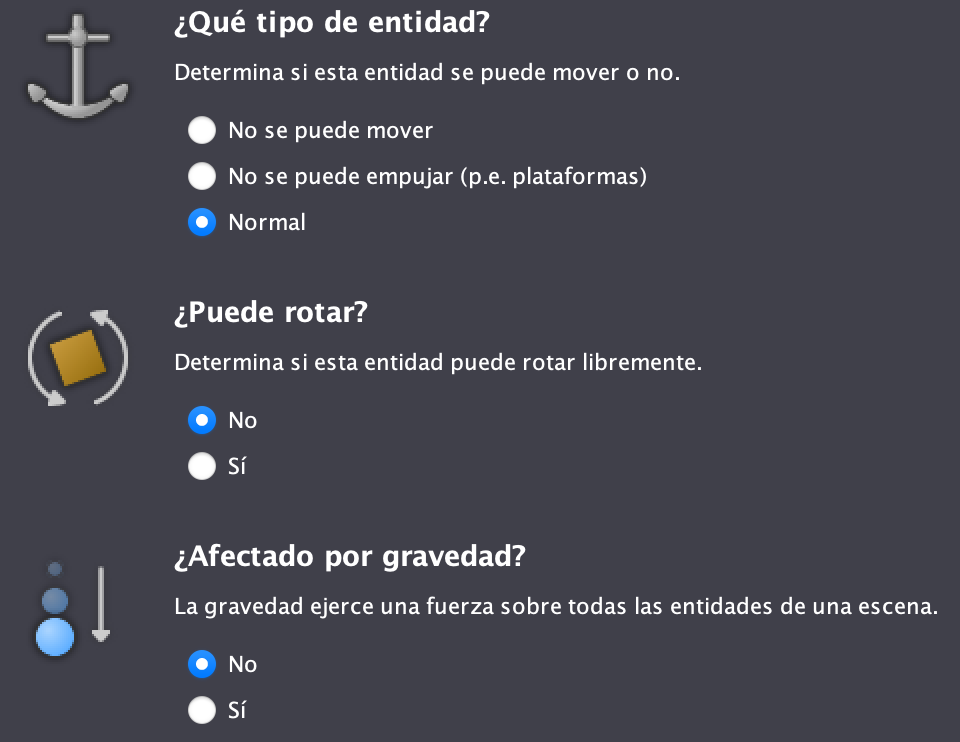 ¿Qué tipo de entidad?
Determina si esta entidad se puede mover o no.
No se puede mover
No se puede empujar (p.e. plataformas)
Normal
¿Puede rotar?
Determina si esta entidad puede rotar libremente.
No
Sí
¿Afectado por gravedad?
La gravedad ejerce una fuerza sobre todas las entidades de una escena.
No
Sí